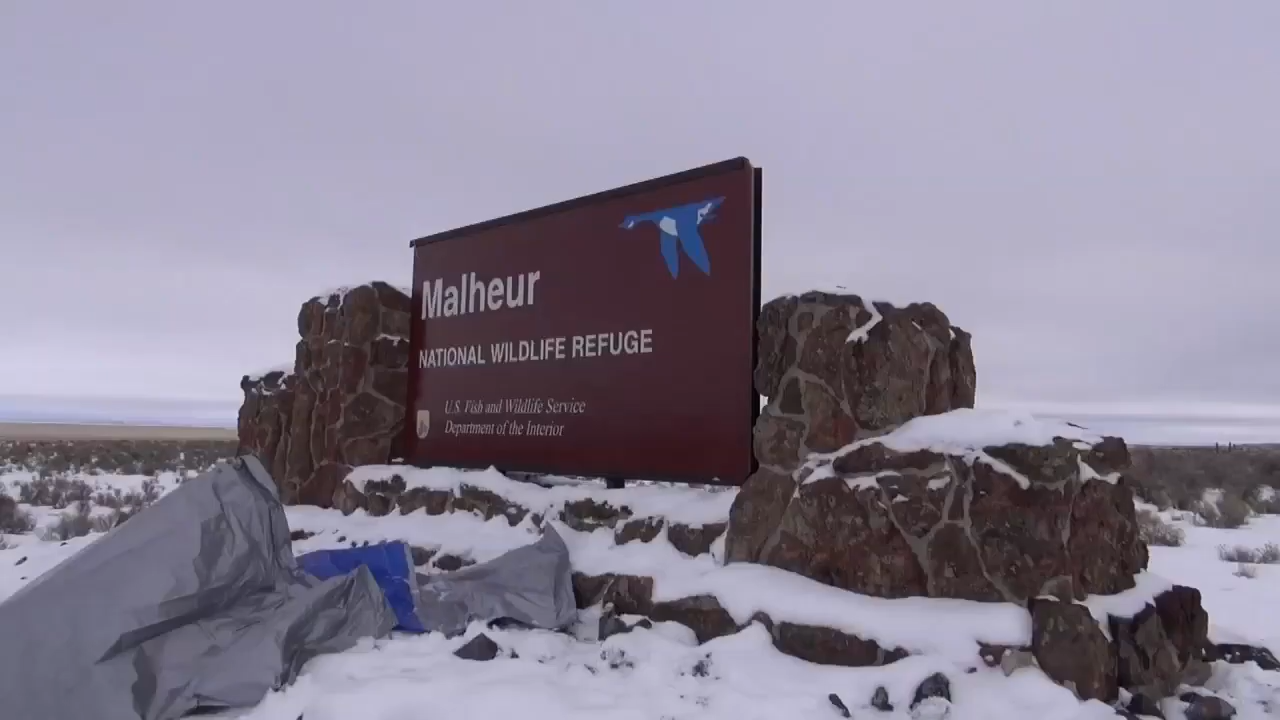 Malheur
NATIONAL WILDLIFE REFUGE
U.S. Fish and Wildlife Service
Department of the Interior